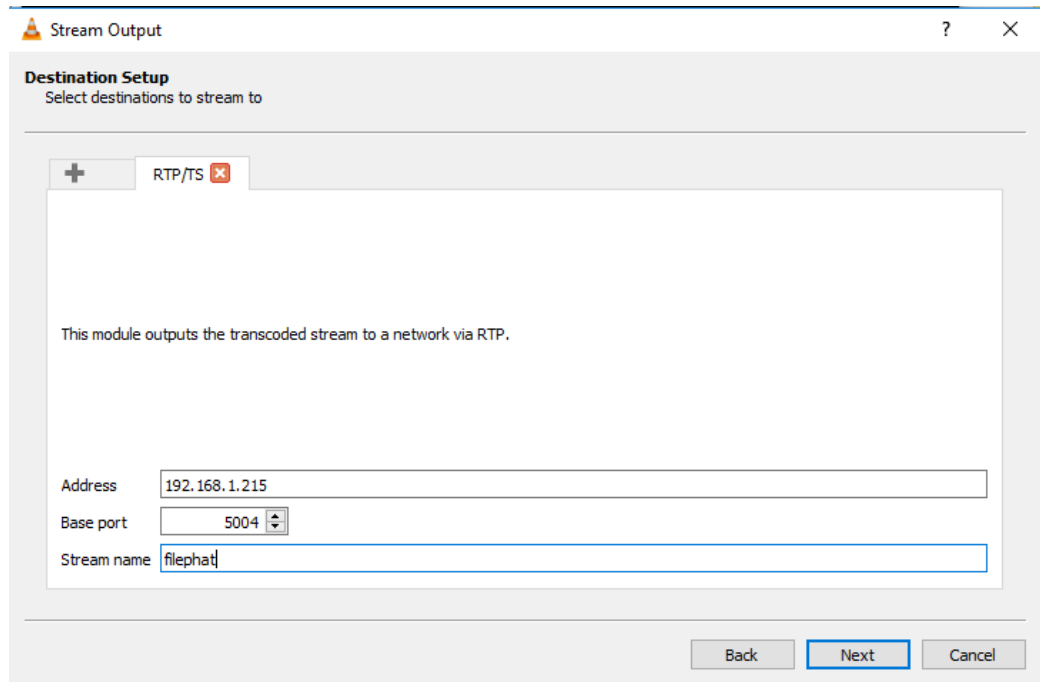 Stream Output ?
Destination Setup
Select destinations to stream to
RTP/TS
This module outputs the transcoded stream to a network via RTP.
Address 192.168.1.215
Base port 5004
Stream name filephat
Back Next Cancel